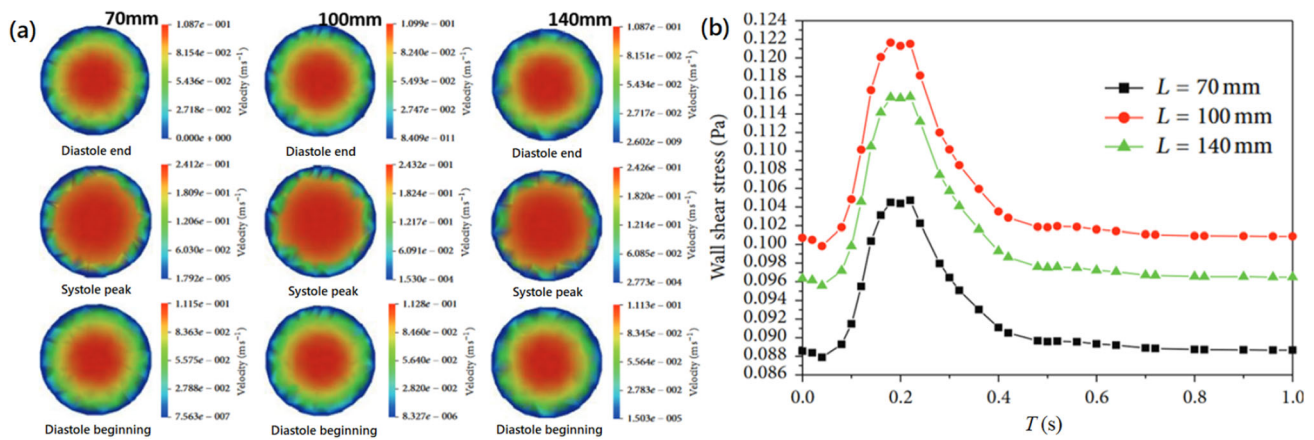 (a)
70mm
100mm
140mm
1.087e − 001
8.154e − 002
5.436e − 002
2.718e − 002
0.000e + 000
Velocity (ms⁻¹)
Diastole end
1.099e − 001
8.240e − 002
5.494e − 002
2.747e − 002
8.409e − 011
Velocity (ms⁻¹)
Diastole end
1.087e − 001
8.151e − 002
5.434e − 002
2.717e − 002
2.602e − 009
Velocity (ms⁻¹)
Diastole end
2.412e − 001
1.809e − 001
1.206e − 001
6.030e − 002
1.792e − 005
Velocity (ms⁻¹)
Systole peak
2.432e − 001
1.824e − 001
1.217e − 001
6.091e − 002
1.530e − 004
Velocity (ms⁻¹)
Systole peak
2.426e − 001
1.820e − 001
1.214e − 001
6.085e − 002
2.773e − 004
Velocity (ms⁻¹)
Systole peak
1.115e − 001
8.363e − 002
5.575e − 002
2.788e − 002
7.563e − 007
Velocity (ms⁻¹)
Diastole beginning
1.128e − 001
8.460e − 002
5.640e − 002
2.820e − 002
8.327e − 006
Velocity (ms⁻¹)
Diastole beginning
1.113e − 001
8.345e − 002
5.564e − 002
2.783e − 002
1.503e − 005
Velocity (ms⁻¹)
Diastole beginning
(b)
Wall shear stress (Pa)
0.124
0.122
0.120
0.118
0.116
0.114
0.112
0.110
0.108
0.106
0.104
0.102
0.100
0.098
0.096
0.094
0.092
0.090
0.088
0.086
L = 70 mm
L = 100 mm
L = 140 mm
0.0 0.2 0.4 0.6 0.8 1.0
T (s)